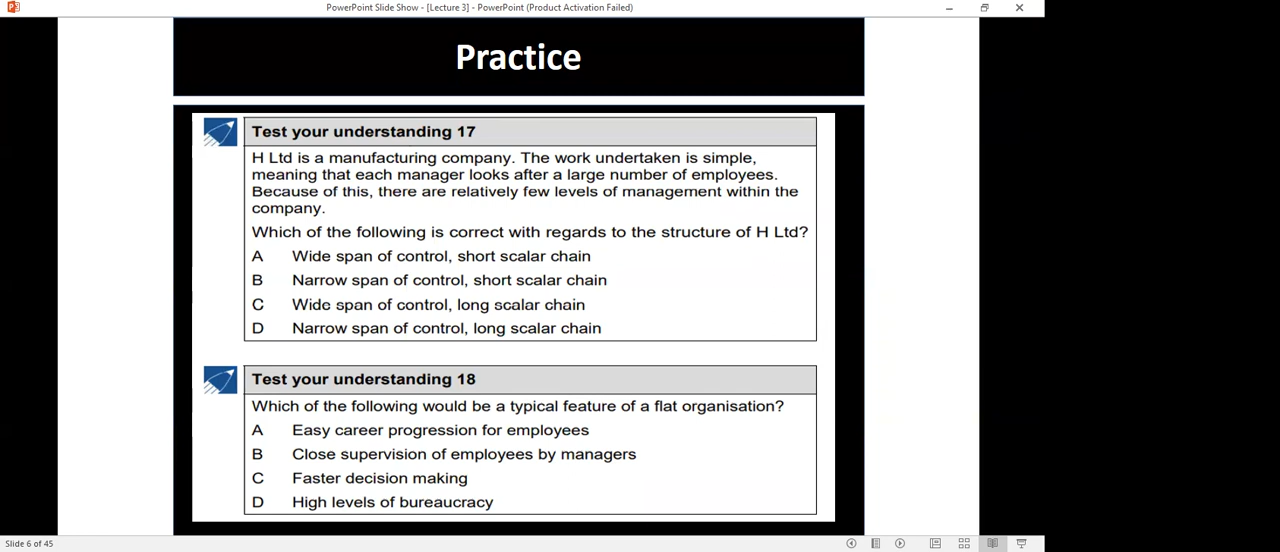 PowerPoint Slide Show - [Lecture 3] - PowerPoint (Product Activation Failed)
Practice
Test your understanding 17
H Ltd is a manufacturing company. The work undertaken is simple,
meaning that each manager looks after a large number of employees.
Because of this, there are relatively few levels of management within the
company.
Which of the following is correct with regards to the structure of H Ltd?
A Wide span of control, short scalar chain
B Narrow span of control, short scalar chain
C Wide span of control, long scalar chain
D Narrow span of control, long scalar chain
Test your understanding 18
Which of the following would be a typical feature of a flat organisation?
A Easy career progression for employees
B Close supervision of employees by managers
C Faster decision making
D High levels of bureaucracy
Slide 6 of 45